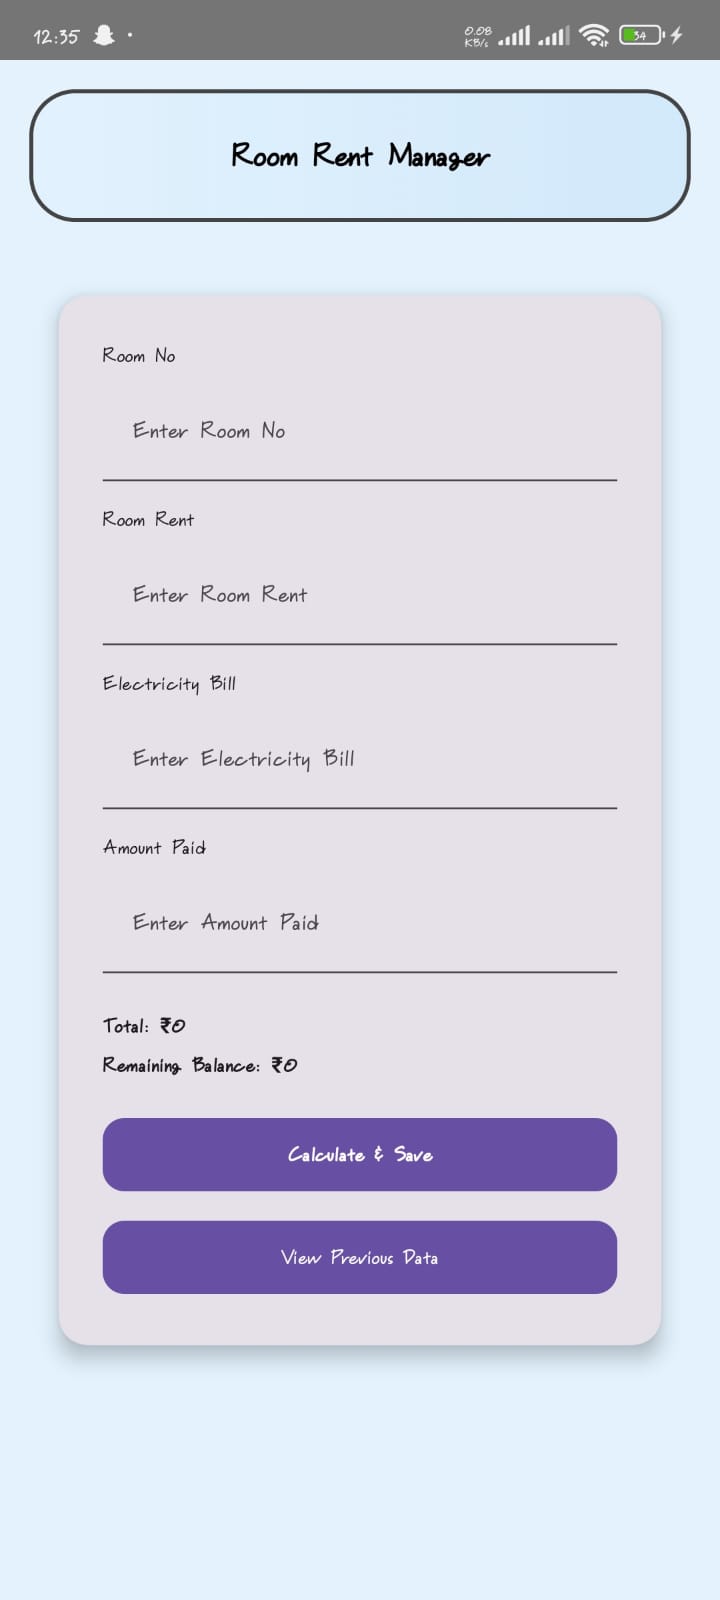 12:35
0.08
KB/s
54
Room Rent Manager
Room No
Enter Room No
Room Rent
Enter Room Rent
Electricity Bill
Enter Electricity Bill
Amount Paid
Enter Amount Paid
Total: ₹0
Remaining Balance: ₹0
Calculate & Save
View Previous Data